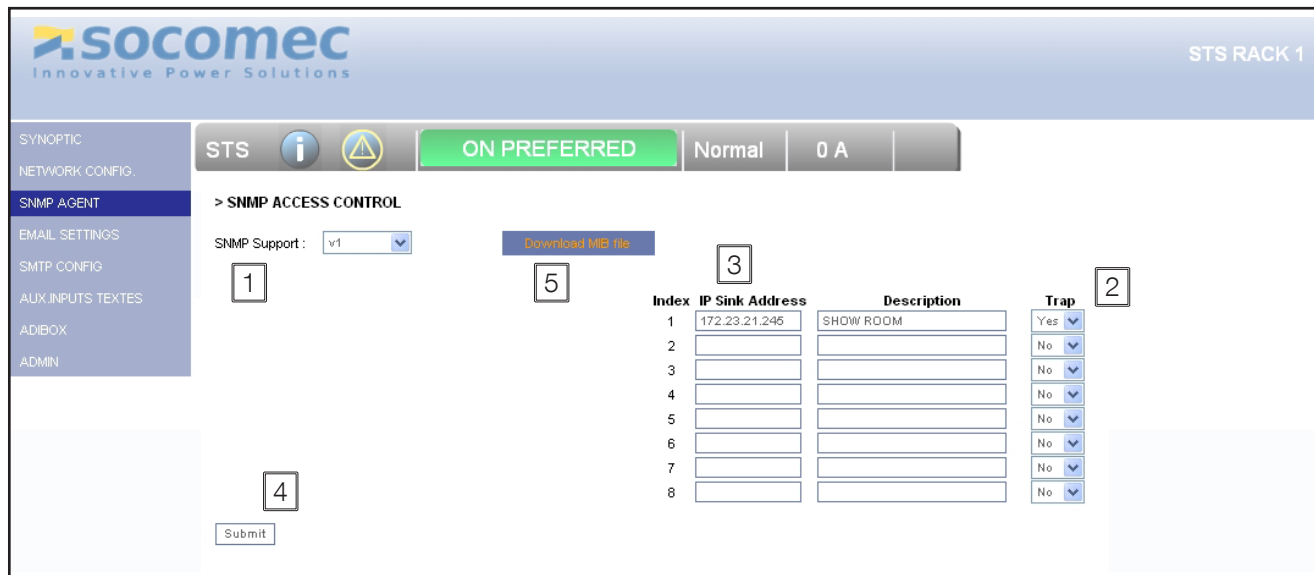 socomec
Innovative Power Solutions
STS RACK 1
SYNOPTIC
NETWORK CONFIG.
SNMP AGENT
EMAIL SETTINGS
SMTP CONFIG
AUX.INPUTS TEXTES
ADIBOX
ADMIN
STS i ON PREFERRED Normal 0 A
> SNMP ACCESS CONTROL
SNMP Support : v1 Download MIB file
1 5 3 2
Index IP Sink Address Description Trap
1 172.23.21.245 SHOW ROOM Yes
2 No
3 No
4 No
5 No
6 No
7 No
8 No
4
Submit